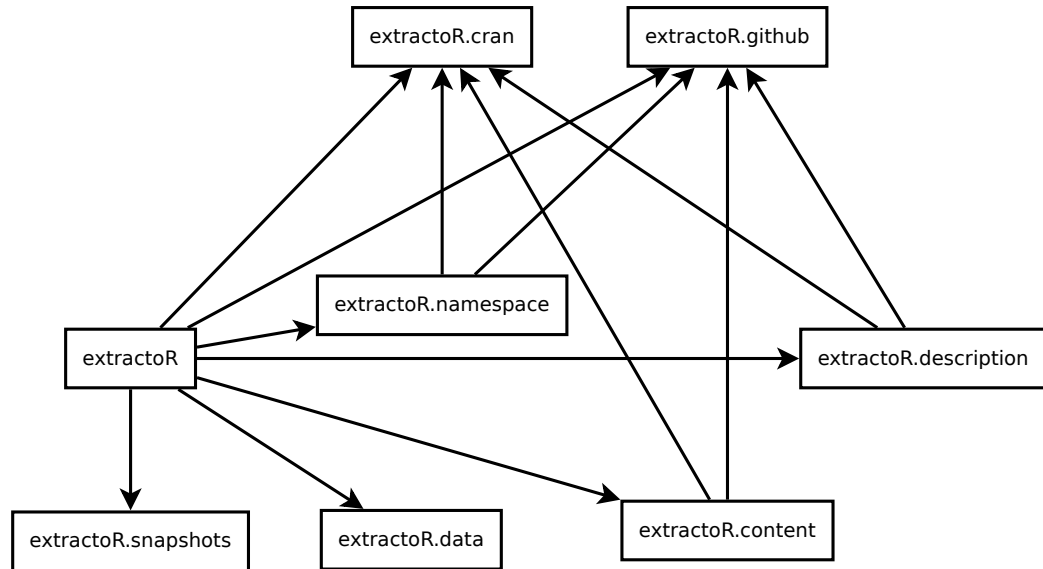 extractoR.cran
extractoR.github
extractoR.namespace
extractoR
extractoR.description
extractoR.snapshots
extractoR.data
extractoR.content